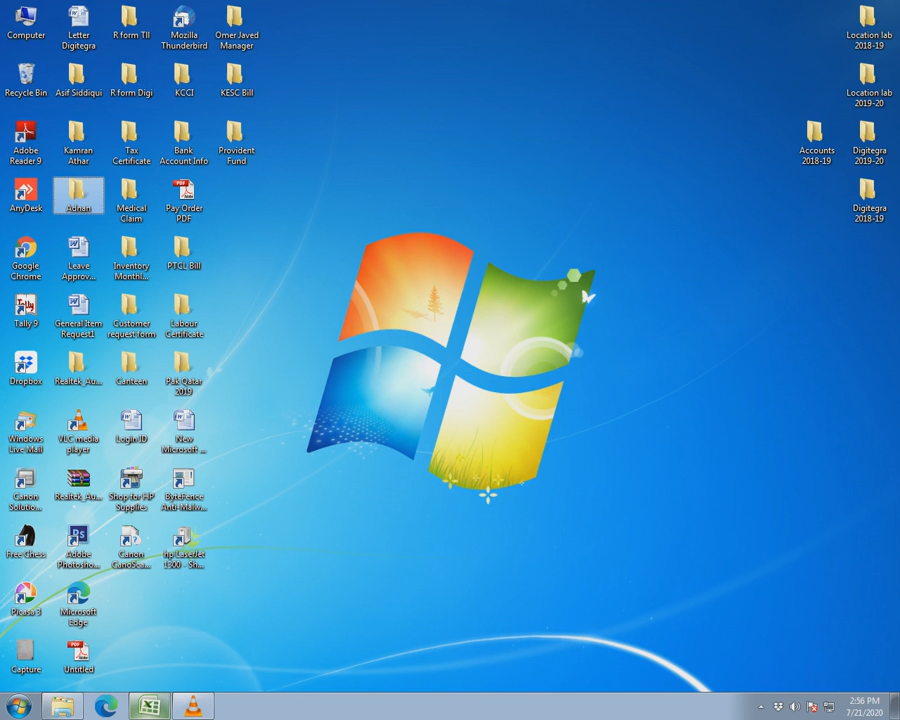 Computer
Letter
Digitegra
R form TII
Mozilla
Thunderbird
Omer Javed
Manager
Location lab
2018-19
Recycle Bin
Asif Siddiqui
R form Digi
KCCI
KESC Bill
Location lab
2019-20
Adobe
Reader 9
Kamran
Athar
Tax
Certificate
Bank
Account Info
Provident
Fund
Accounts
2018-19
Digitegra
2019-20
AnyDesk
Adnan
Medical
Claim
Pay Order
PDF
Digitegra
2018-19
Google
Chrome
Leave
Approv...
Inventory
Monthl...
PTCL Bill
Tally 9
General Item
Request1
Customer
request form
Labour
Certificate
Dropbox
Realtek_Au...
Canteen
Pak Qatar
2019
Windows
Live Mail
VLC media
player
Login ID
New
Microsoft ...
Canon
Solutio...
Realtek_Au...
Shop for HP
Supplies
ByteFence
Anti-Malw...
Free Chess
Adobe
Photosho...
Canon
CanoSca...
hp LaserJet
1300 - Sh...
Picasa 3
Microsoft
Edge
Capture
Untitled
2:56 PM
7/21/2020